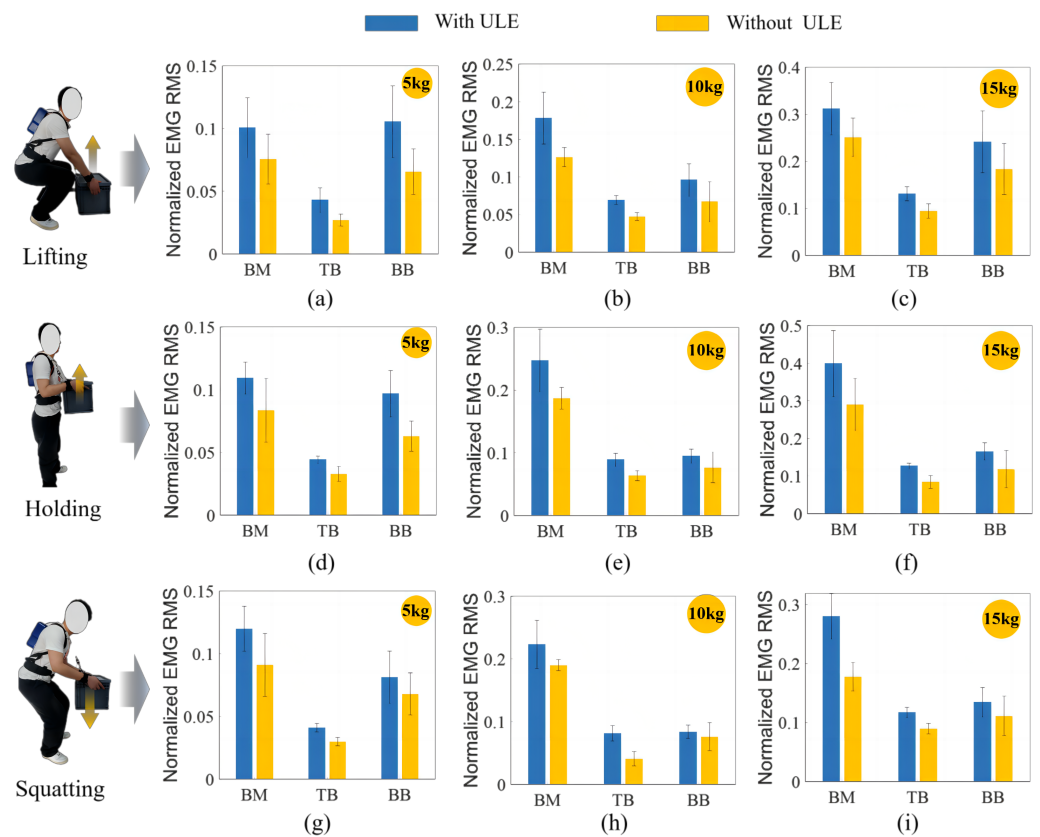 With ULE Without ULE
Normalized EMG RMS
0.15
0.1
0.05
0
5kg
BM TB BB
(a)
Normalized EMG RMS
0.25
0.2
0.15
0.1
0.05
0
10kg
BM TB BB
(b)
Normalized EMG RMS
0.4
0.3
0.2
0.1
0
15kg
BM TB BB
(c)
Lifting
Normalized EMG RMS
0.15
0.1
0.05
0
5kg
BM TB BB
(d)
Normalized EMG RMS
0.3
0.2
0.1
0
10kg
BM TB BB
(e)
Normalized EMG RMS
0.5
0.4
0.3
0.2
0.1
0
15kg
BM TB BB
(f)
Holding
Normalized EMG RMS
0.15
0.1
0.05
0
5kg
BM TB BB
(g)
Normalized EMG RMS
0.3
0.2
0.1
0
10kg
BM TB BB
(h)
Normalized EMG RMS
0.3
0.2
0.1
0
15kg
BM TB BB
(i)
Squatting